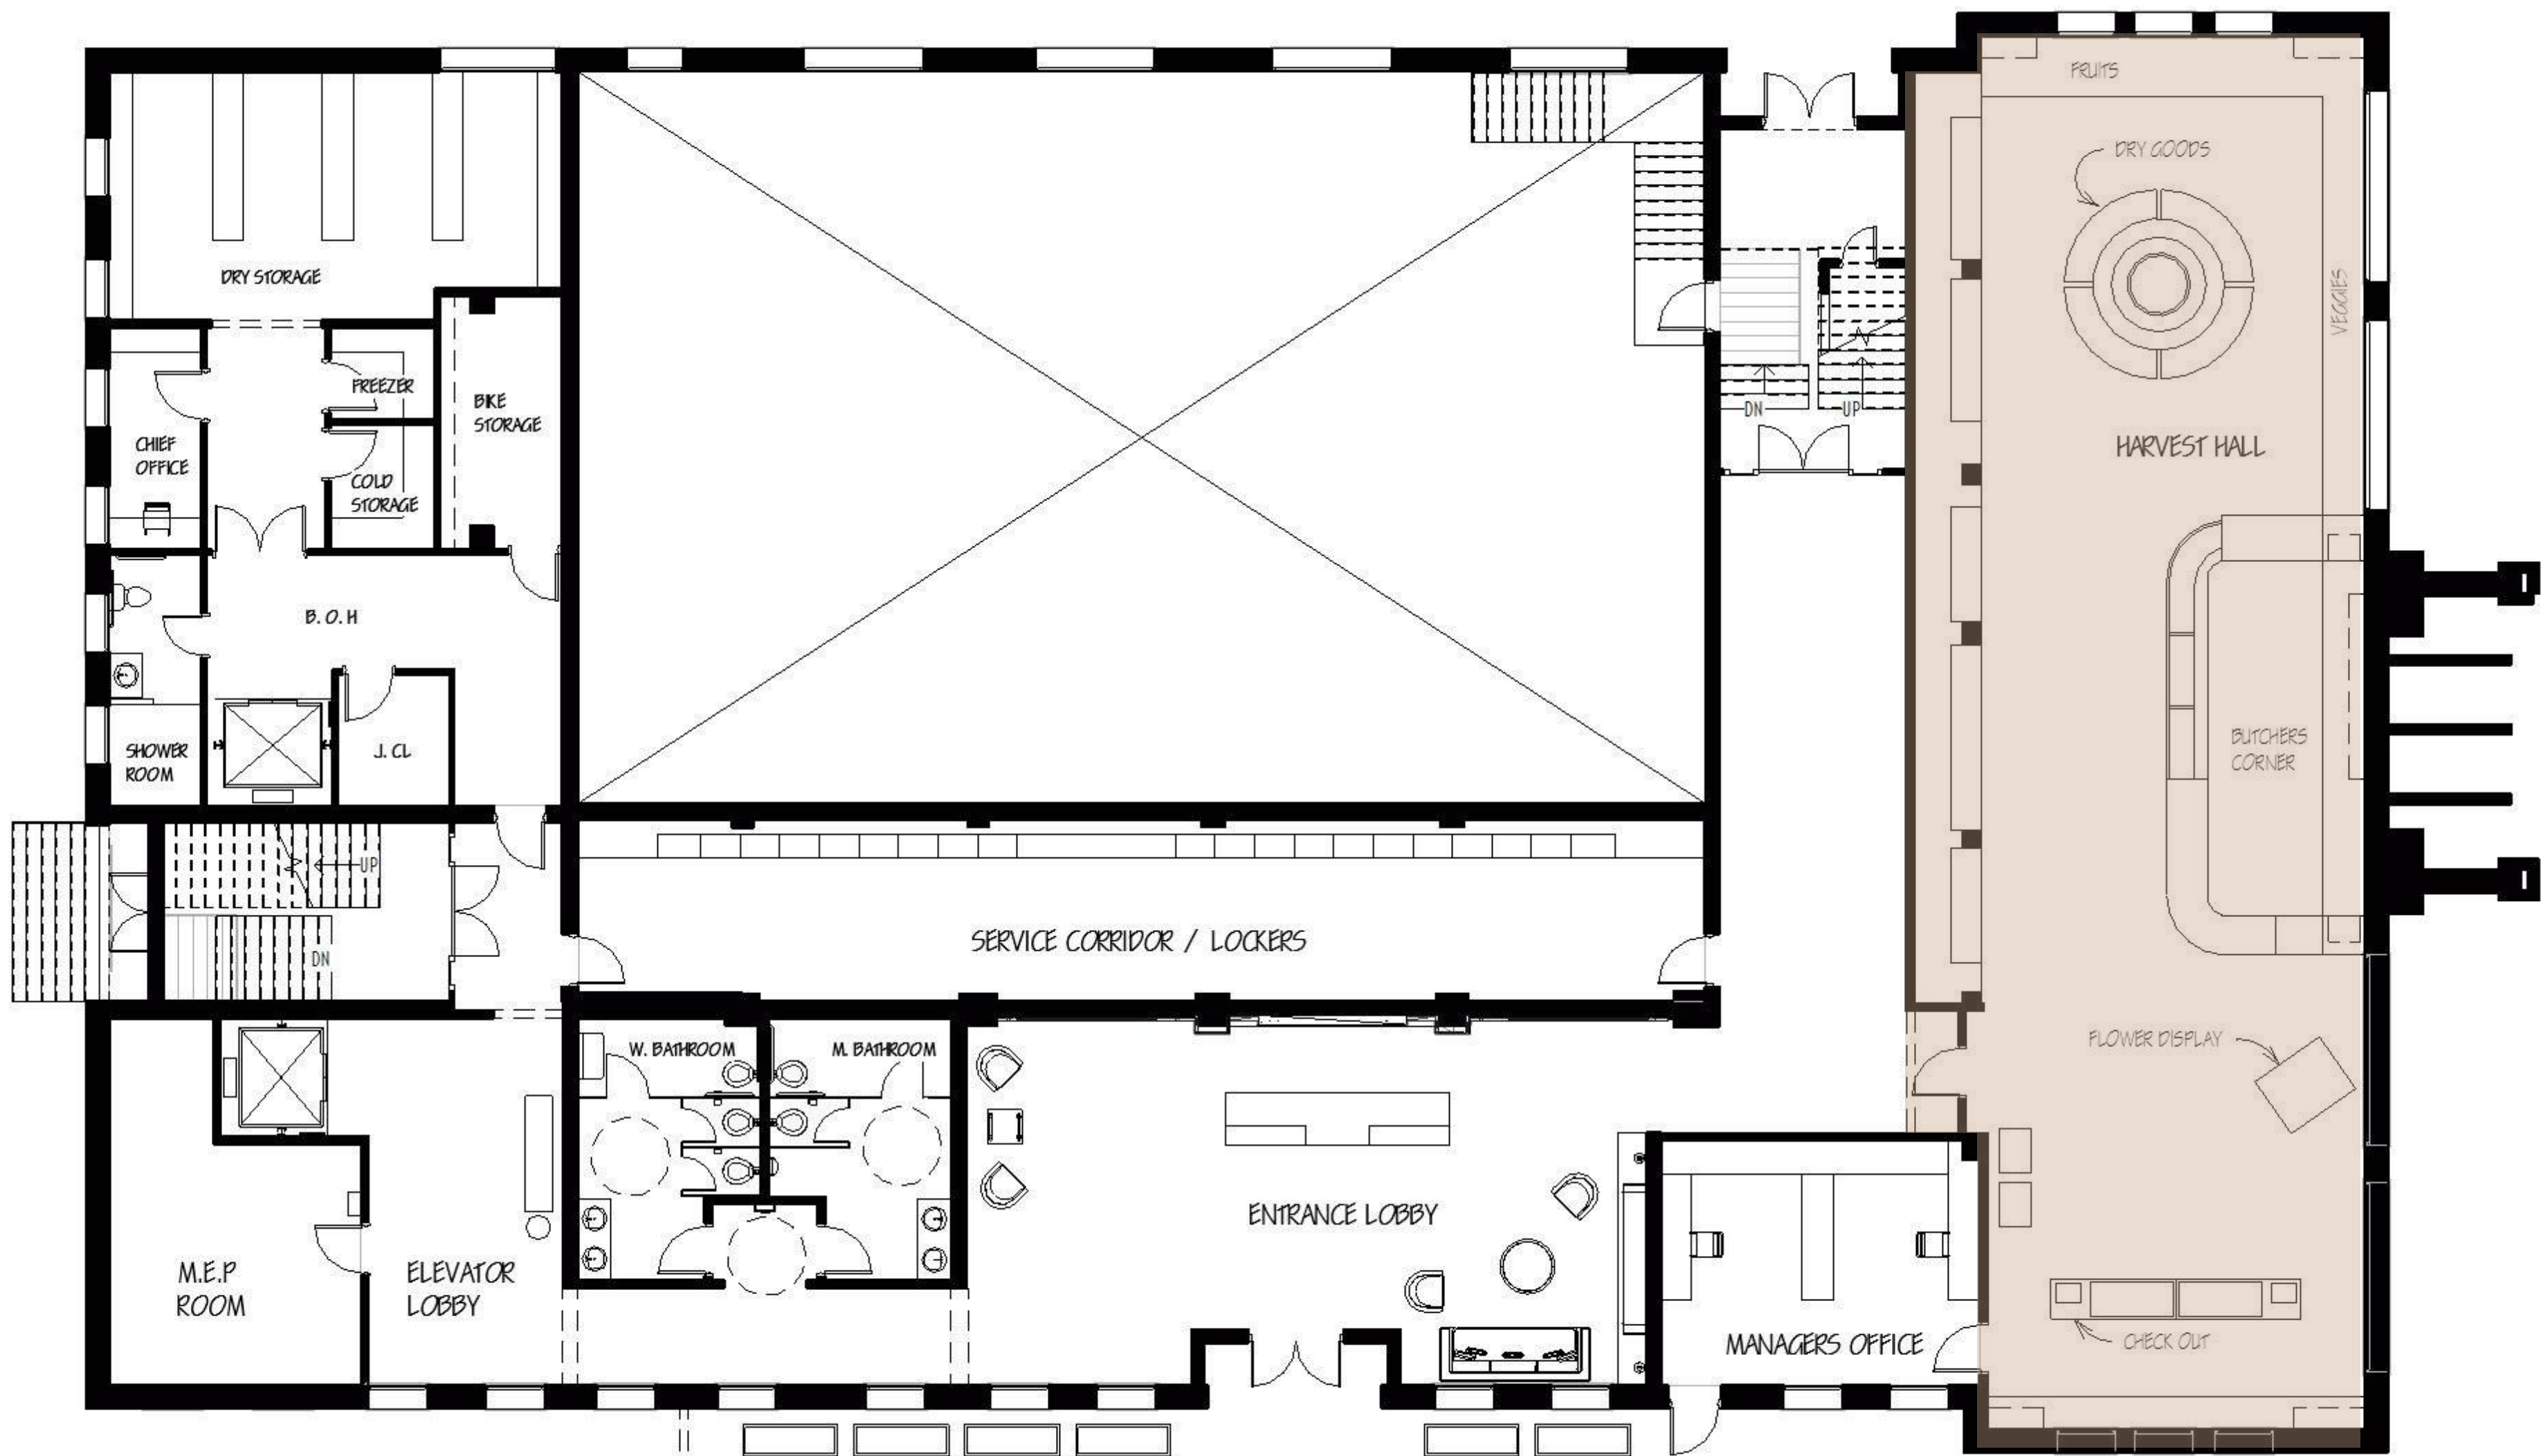 FRUITS
DRY GOODS
DRY STORAGE
VEGGIES
FREEZER
BIKE
STORAGE
CHIEF
OFFICE
COLD
STORAGE
DN
UP
HARVEST HALL
B.O.H
SHOWER
ROOM
J. CL
BUTCHERS
CORNER
UP
DN
SERVICE CORRIDOR / LOCKERS
W. BATHROOM
M. BATHROOM
FLOWER DISPLAY
ENTRANCE LOBBY
M.E.P
ROOM
ELEVATOR
LOBBY
MANAGERS OFFICE
CHECK OUT